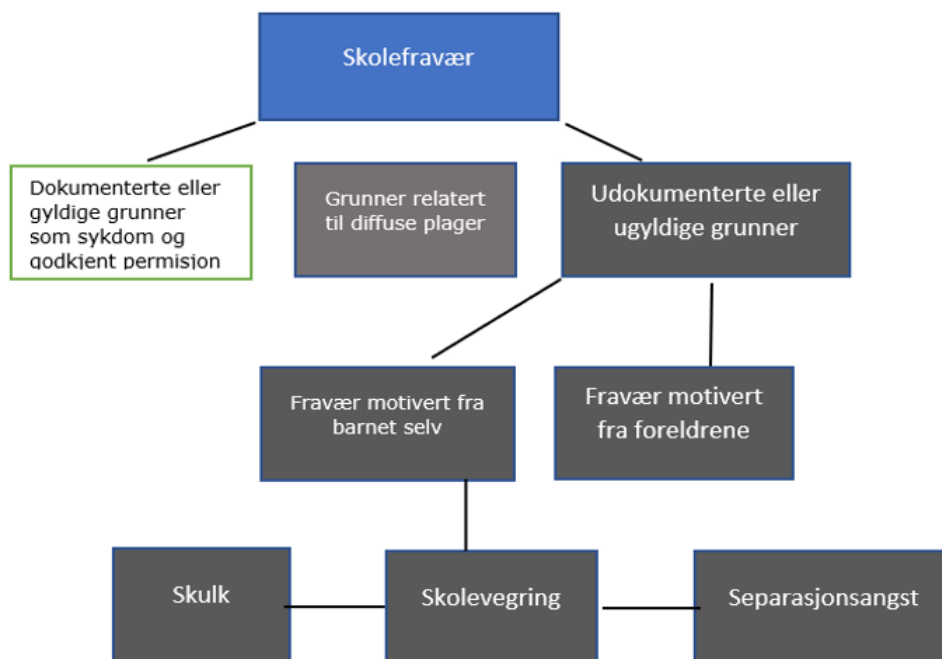 Skolefravær
Dokumenterte eller
gyldige grunner
som sykdom og
godkjent permisjon
Grunner relatert
til diffuse plager
Udokumenterte eller
ugyldige grunner
Fravær motivert fra
barnet selv
Fravær motivert
fra foreldrene
Skulk
Skolevegring
Separasjonsangst